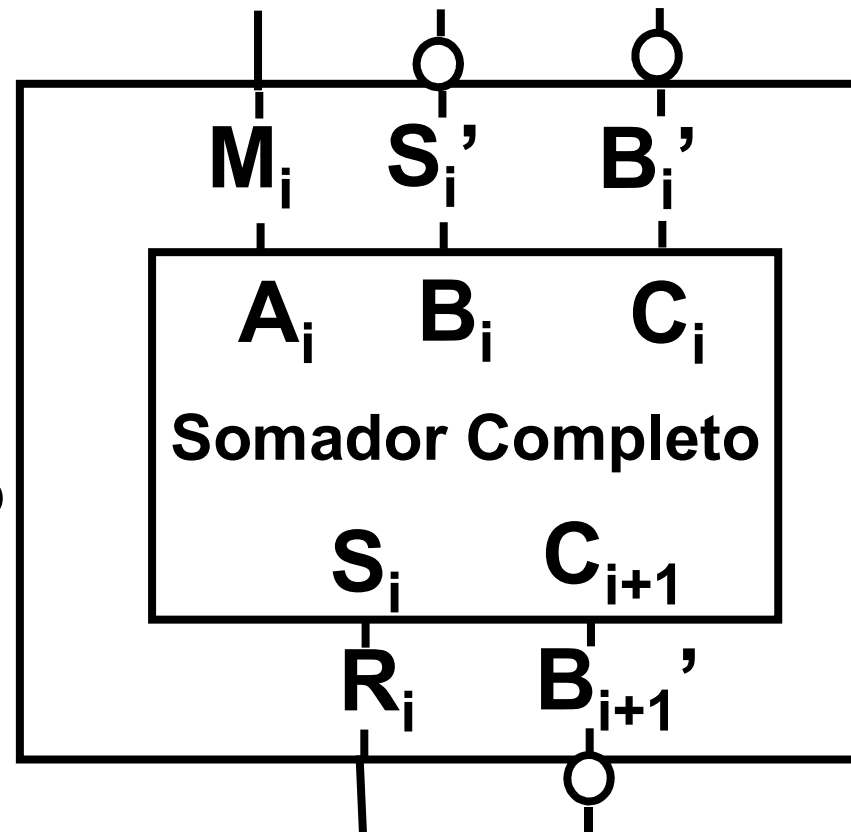 Mᵢ Sᵢ’ Bᵢ’
Aᵢ Bᵢ Cᵢ
Somador Completo
Sᵢ Cᵢ₊₁
Rᵢ Bᵢ₊₁’